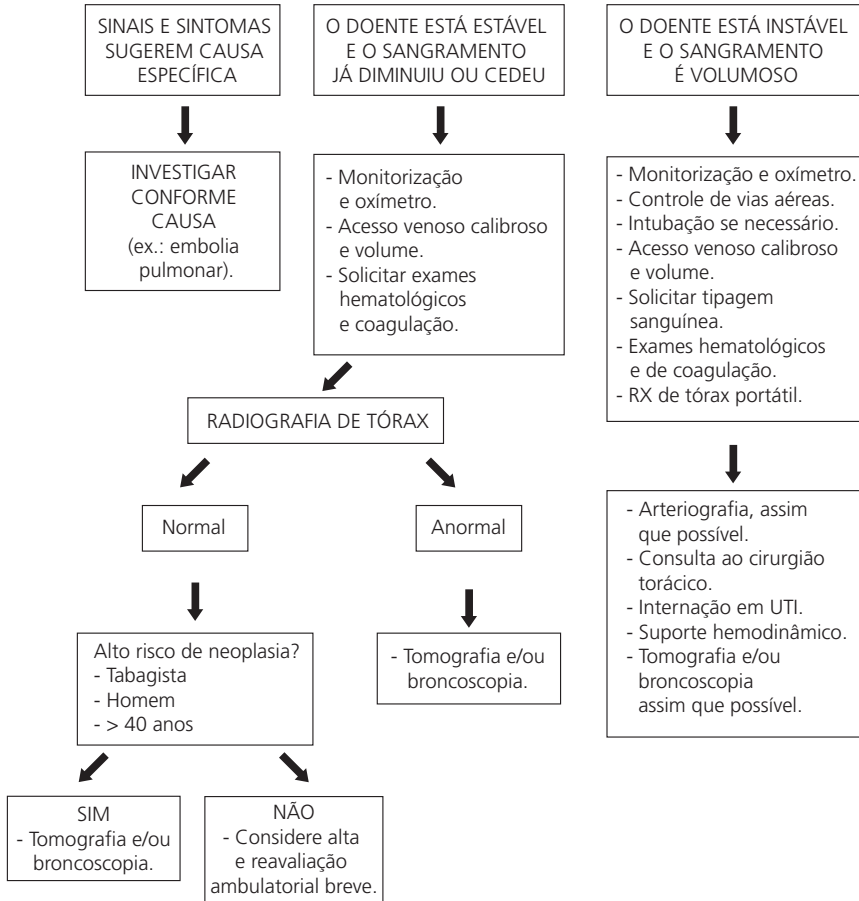 SINAIS E SINTOMAS
SUGEREM CAUSA
ESPECÍFICA
O DOENTE ESTÁ ESTÁVEL
E O SANGRAMENTO
JÁ DIMINUIU OU CEDEU
O DOENTE ESTÁ INSTÁVEL
E O SANGRAMENTO
É VOLUMOSO
INVESTIGAR
CONFORME
CAUSA
(ex.: embolia
pulmonar).
- Monitorização
e oxímetro.
- Acesso venoso calibroso
e volume.
- Solicitar exames
hematológicos
e coagulação.
- Monitorização e oxímetro.
- Controle de vias aéreas.
- Intubação se necessário.
- Acesso venoso calibroso
e volume.
- Solicitar tipagem
sanguínea.
- Exames hematológicos
e de coagulação.
- RX de tórax portátil.
RADIOGRAFIA DE TÓRAX
Normal
Anormal
- Arteriografia, assim
que possível.
- Consulta ao cirurgião
torácico.
- Internação em UTI.
- Suporte hemodinâmico.
- Tomografia e/ou
broncoscopia
assim que possível.
Alto risco de neoplasia?
- Tabagista
- Homem
- > 40 anos
- Tomografia e/ou
broncoscopia.
SIM
- Tomografia e/ou
broncoscopia.
NÃO
- Considere alta
e reavaliação
ambulatorial breve.